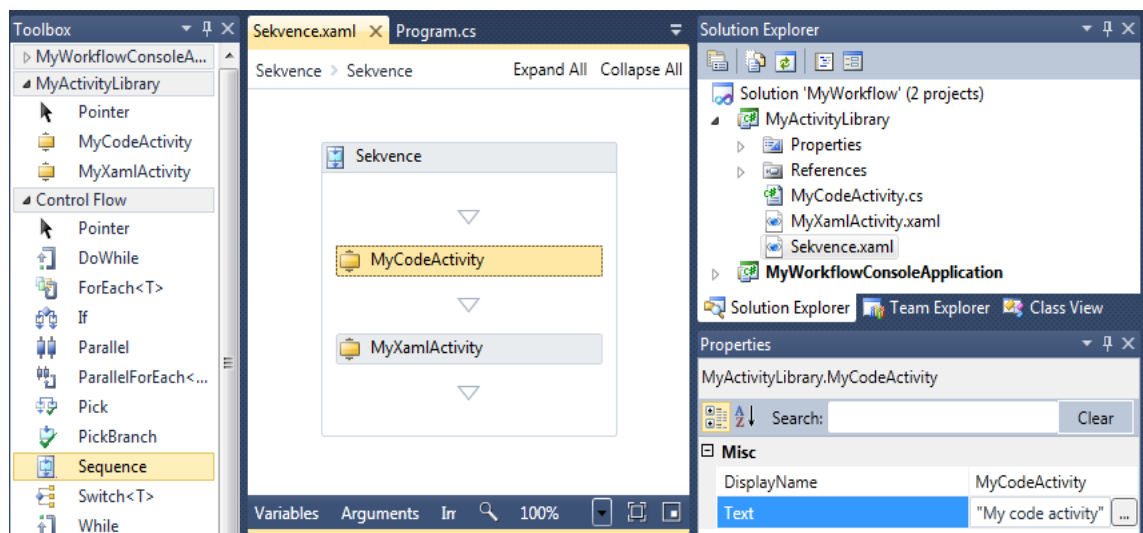 Toolbox
MyWorkflowConsoleA...
MyActivityLibrary
Pointer
MyCodeActivity
MyXamlActivity
Control Flow
Pointer
DoWhile
ForEach<T>
If
Parallel
ParallelForEach<...
Pick
PickBranch
Sequence
Switch<T>
While
Sekvence.xaml Program.cs
Sekvence Sekvence Expand All Collapse All
Sekvence
MyCodeActivity
MyXamlActivity
Variables Arguments Im 100%
Solution Explorer
Solution 'MyWorkflow' (2 projects)
MyActivityLibrary
Properties
References
MyCodeActivity.cs
MyXamlActivity.xaml
Sekvence.xaml
MyWorkflowConsoleApplication
Solution Explorer Team Explorer Class View
Properties
MyActivityLibrary.MyCodeActivity
Search: Clear
Misc
DisplayName MyCodeActivity
Text "My code activity" ...